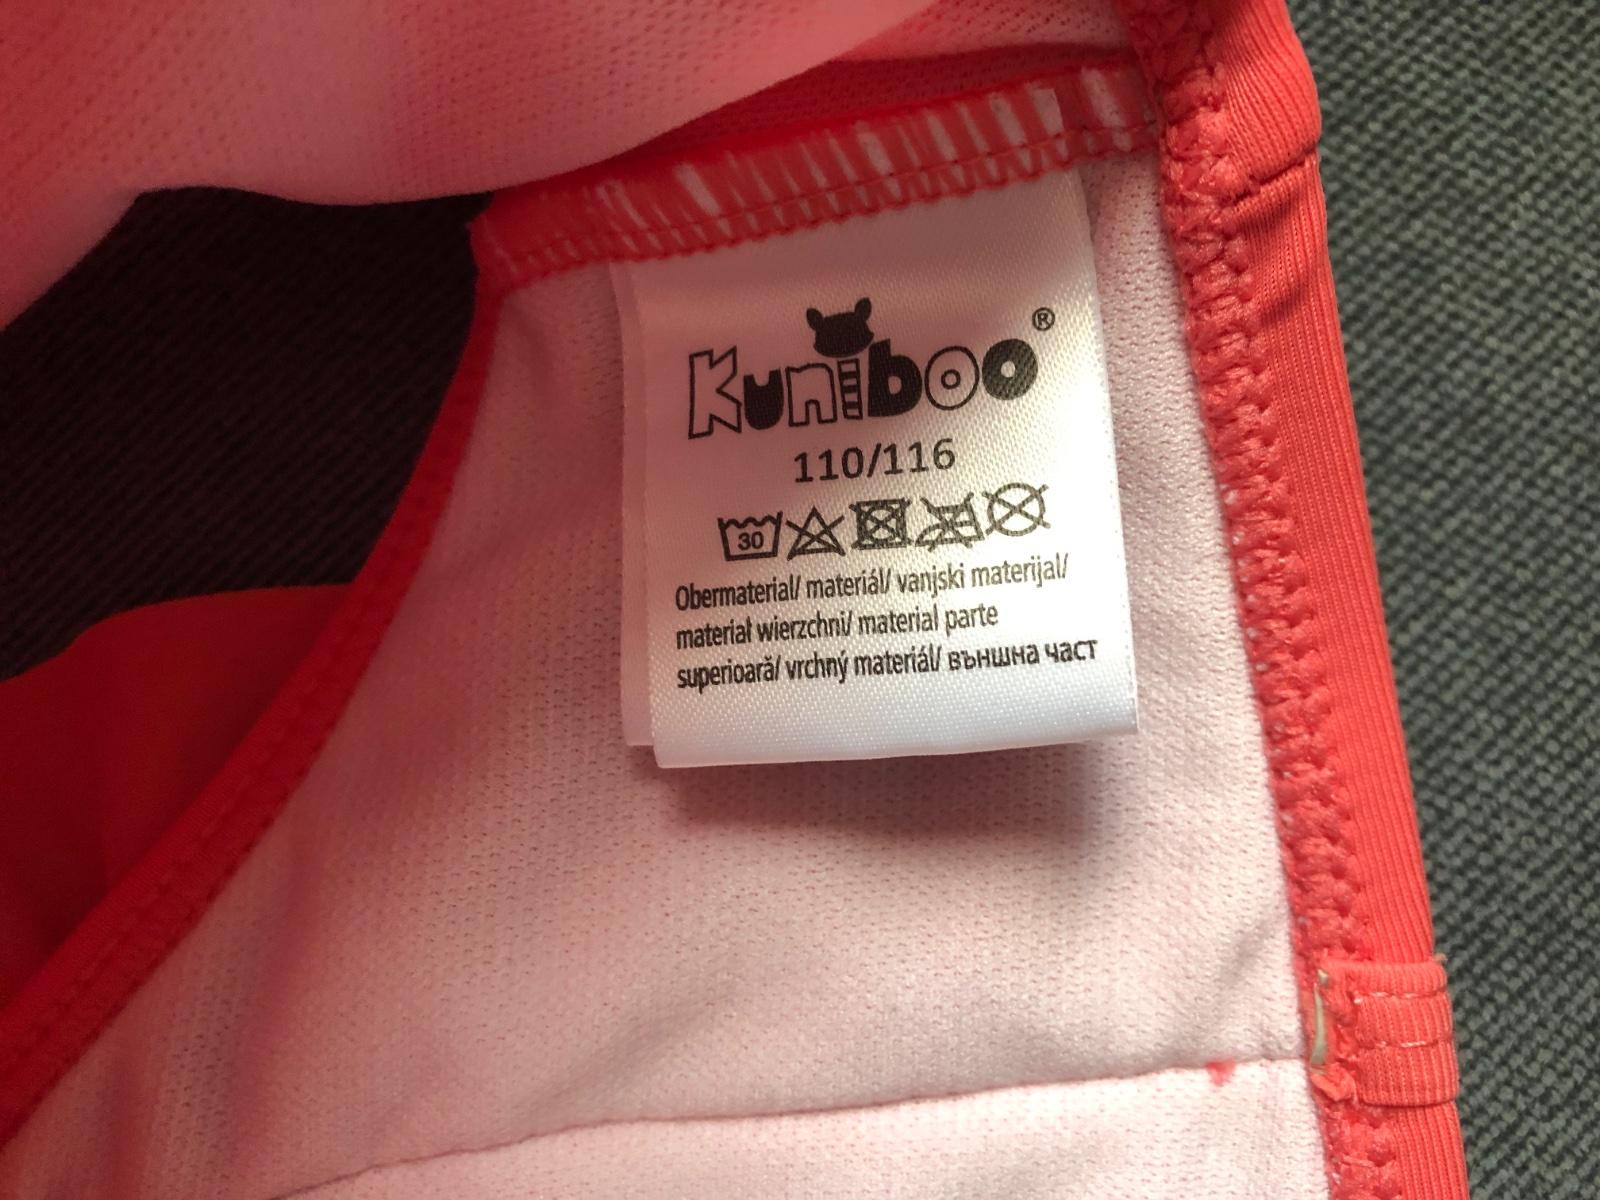 Kuniboo®
110/116
30
Obermaterial/ materiál/ vanjski materijal/
materiał wierzchni/ material parte
superioară/ vrchný materiál/ външна част